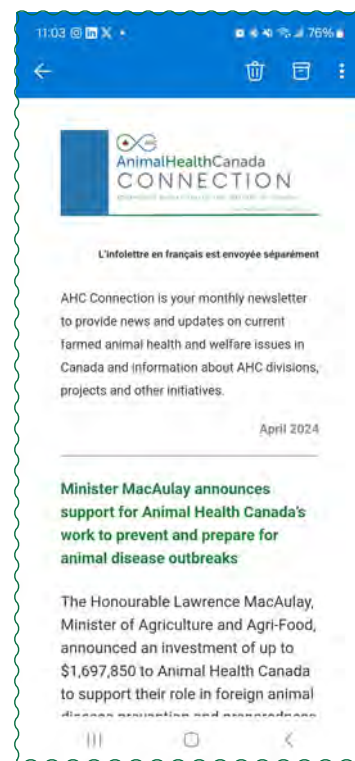 11:03
76%
AnimalHealthCanada
CONNECTION
L'infolettre en français est envoyée séparément
AHC Connection is your monthly newsletter
to provide news and updates on current
farmed animal health and welfare issues in
Canada and information about AHC divisions,
projects and other initiatives.
April 2024
Minister MacAulay announces
support for Animal Health Canada's
work to prevent and prepare for
animal disease outbreaks
The Honourable Lawrence MacAulay,
Minister of Agriculture and Agri-Food,
announced an investment of up to
$1,697,850 to Animal Health Canada
to support their role in foreign animal
disease prevention and preparedness